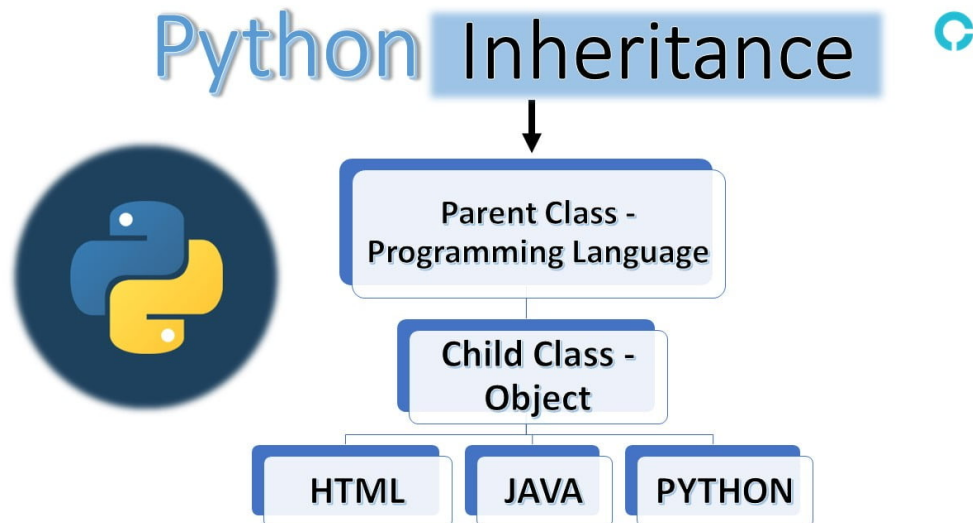 Python Inheritance
Parent Class -
Programming Language
Child Class -
Object
HTML
JAVA
PYTHON